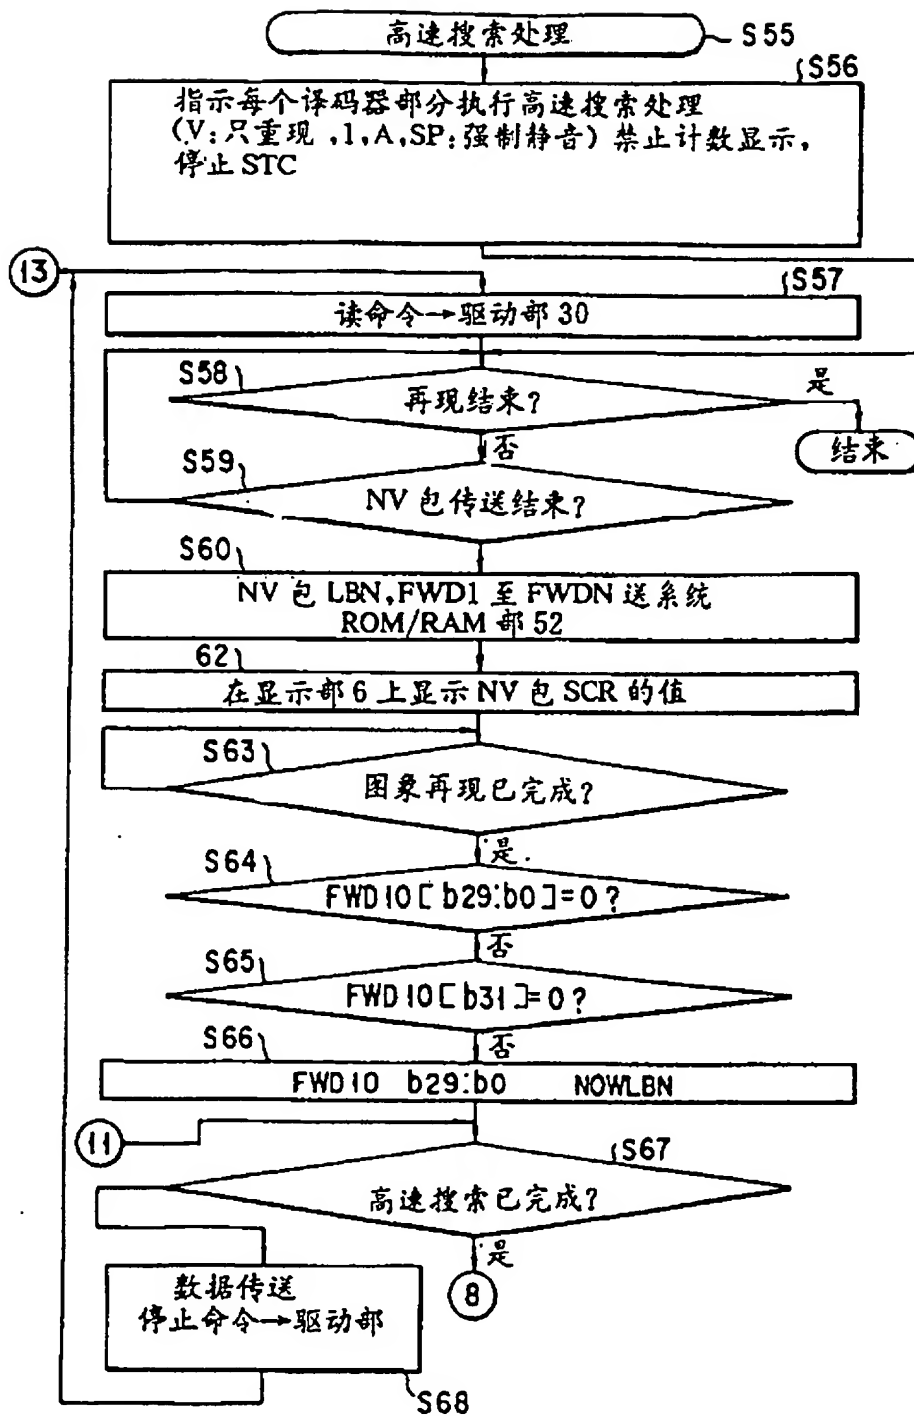 高速搜索处理
S55
S56
指示每个译码器部分执行高速搜索处理
(V:只重现,1,A,SP:强制静音)禁止计数显示,
停止STC
13
S57
读命令→驱动部30
S58
再现结束?
是
结束
否
S59
NV包传送结束?
S60
NV包LBN,FWD1至FWDN送系统
ROM/RAM部52
62
在显示部6上显示NV包SCR的值
S63
图象再现已完成?
是
S64
FWD10[b29:b0]=0?
否
S65
FWD10[b31]=0?
否
S66
FWD10 b29:b0 NOWLBN
11
S67
高速搜索已完成?
是
8
数据传送
停止命令→驱动部
S68